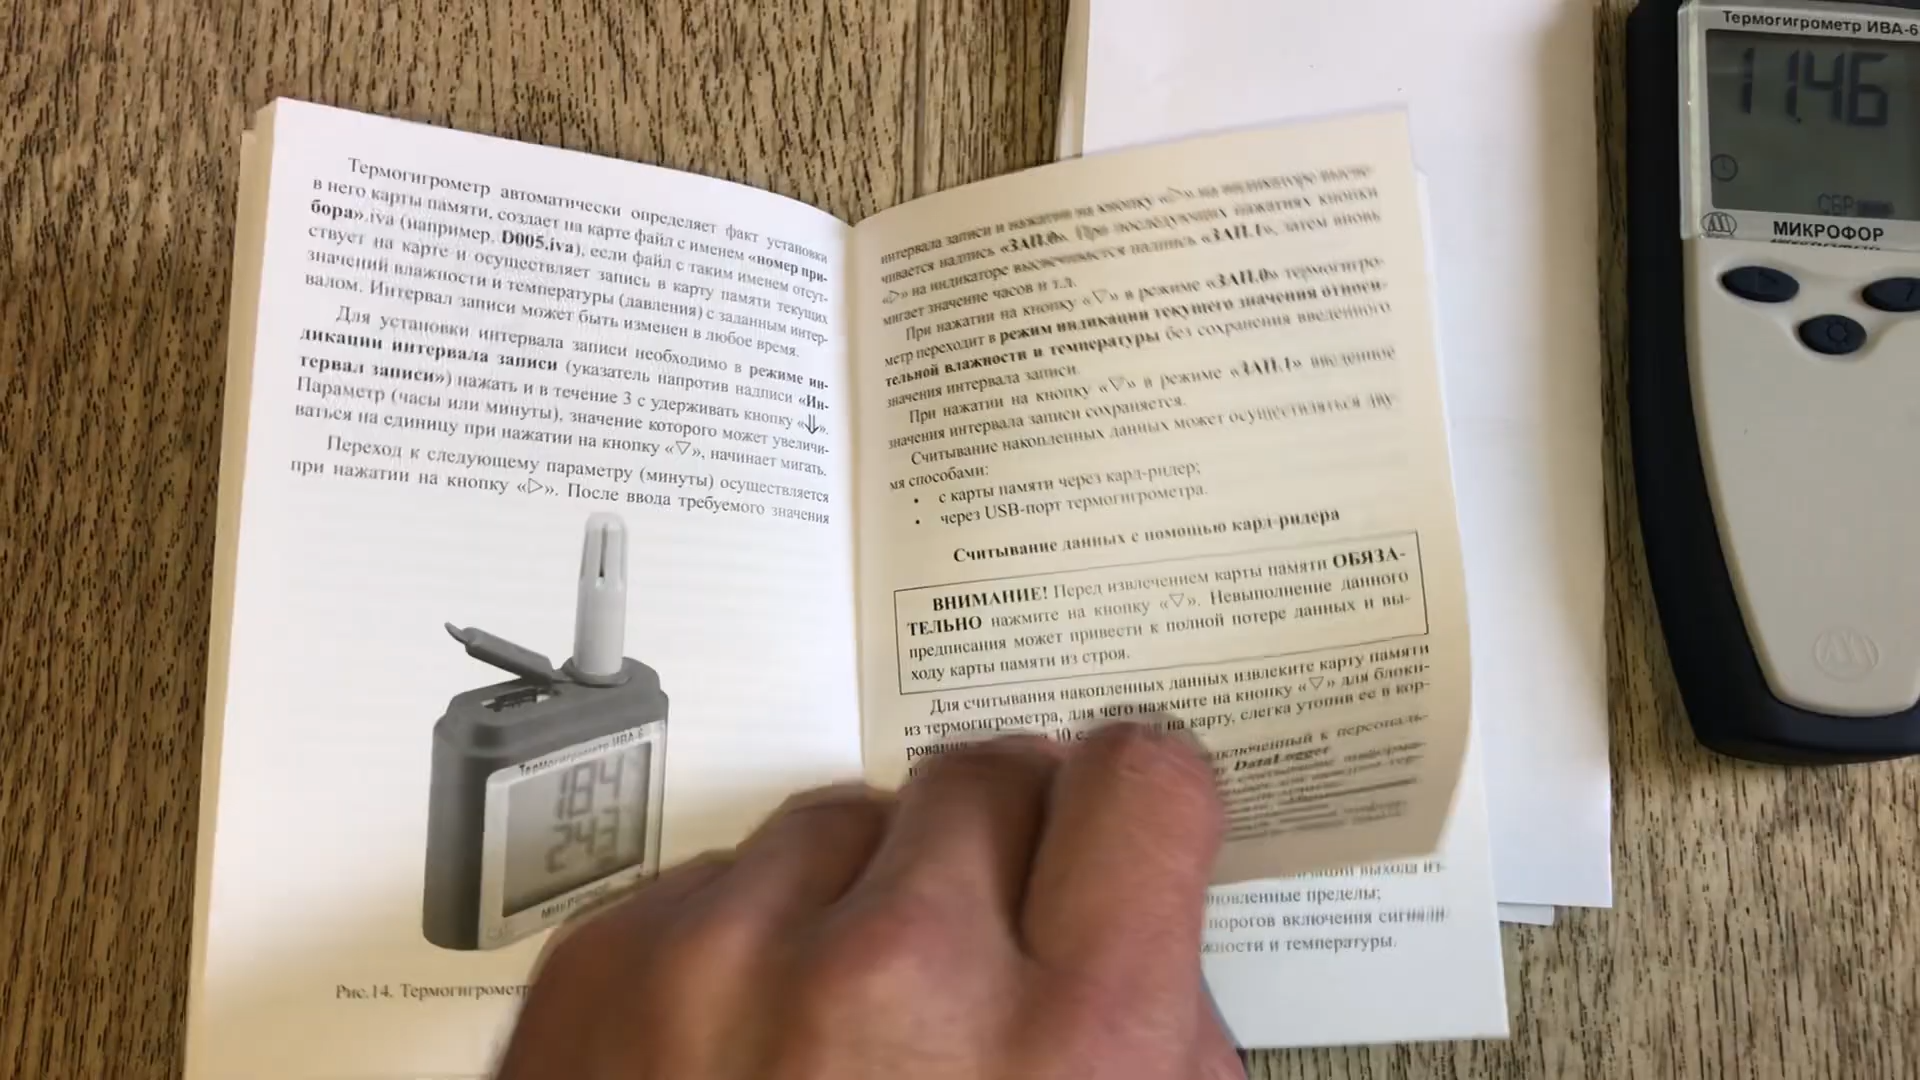 Термогигрометр автоматически определяет факт установки
в него карты памяти, создает на карте файл с именем «номер при-
бора».iva (например, D005.iva), если файл с таким именем отсут-
ствует на карте и осуществляет запись в карту памяти текущих
значений влажности и температуры (давления) с заданным интер-
валом. Интервал записи может быть изменен в любое время.
Для установки интервала записи необходимо в режиме ин-
дикации интервала записи (указатель напротив надписи «Ин-
тервал записи») нажать и в течение 3 с удерживать кнопку «⇓».
Параметр (часы или минуты), значение которого может увеличи-
ваться на единицу при нажатии на кнопку «▽», начинает мигать.
Переход к следующему параметру (минуты) осуществляется
при нажатии на кнопку «▷». После ввода требуемого значения
Термогигрометр ИВА-6
Рис.14. Термогигрометр
интервала записи и нажатии на кнопку «▷» на индикаторе высве-
чивается надпись «ЗАП.0». При последующих нажатиях кнопки
«▷» на индикаторе высвечивается надпись «ЗАП.1», затем вновь
мигает значение часов и т.д.
При нажатии на кнопку «▽» в режиме «ЗАП.0» термогигро-
метр переходит в режим индикации текущего значения относи-
тельной влажности и температуры без сохранения введенного
значения интервала записи.
При нажатии на кнопку «▽» в режиме «ЗАП.1» введенное
значения интервала записи сохраняется.
Считывание накопленных данных может осуществляться дву-
мя способами:
• с карты памяти через кард-ридер;
• через USB-порт термогигрометра.
Считывание данных с помощью кард-ридера
ВНИМАНИЕ! Перед извлечением карты памяти ОБЯЗА-
ТЕЛЬНО нажмите на кнопку «▽». Невыполнение данного
предписания может привести к полной потере данных и вы-
ходу карты памяти из строя.
Для считывания накопленных данных извлеките карту памяти
из термогигрометра, для чего нажмите на кнопку «▽» для блоки-
10 с на карту, слегка утопив ее в кор-
к персональ-
DataLogger
выхода из-
пределы;
порогов включения сигнали-
и температуры.
Термогигрометр ИВА-6
11.46
СБР
МИКРОФОР